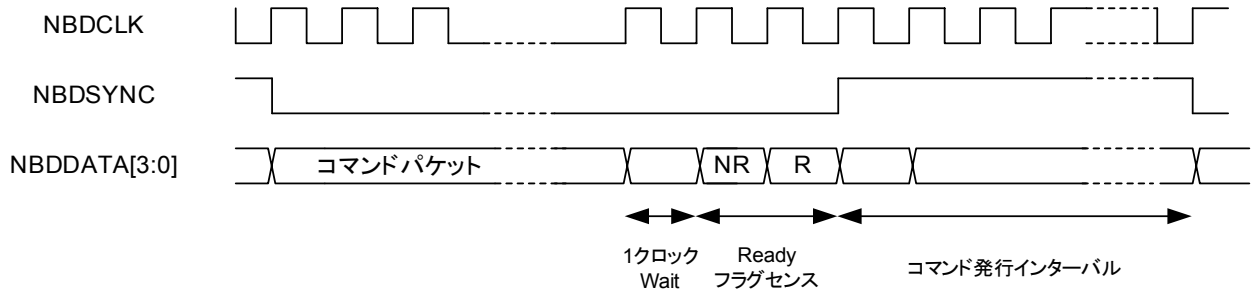 NBDCLK
NBDSYNC
NBDDATA[3:0]
コマンドパケット
NR
R
1クロック
Wait
Ready
フラグセンス
コマンド発行インターバル